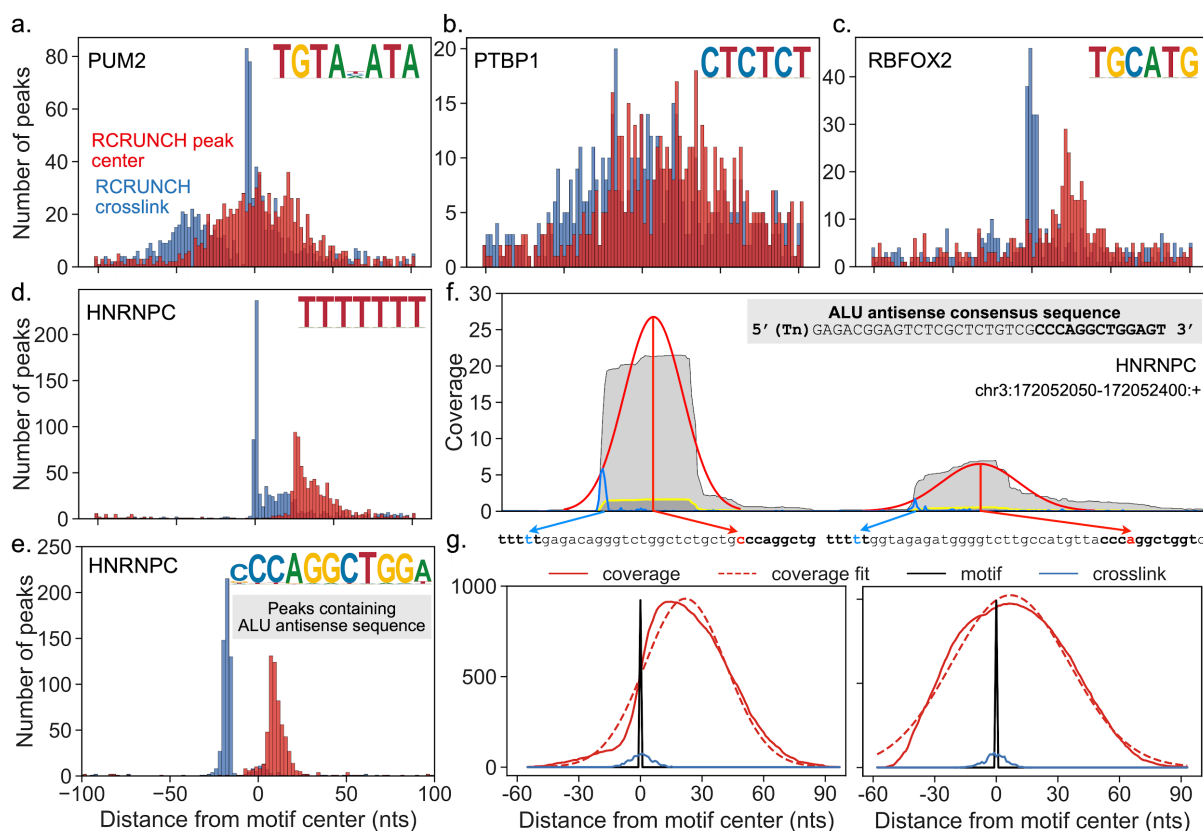 a.
PUM2
TGTA ATA
RCRUNCH peak
center
RCRUNCH
crosslink
Number of peaks
80
60
40
20
0
b.
PTBP1
CTCTCT
20
15
10
5
0
c.
RBFOX2
TGCATG
40
30
20
10
0
d.
HNRNPC
TTTTTTT
Number of peaks
200
150
100
50
0
e.
HNRNPC
CCCAGGCTGGA
Peaks containing
ALU antisense sequence
Number of peaks
250
200
150
100
50
0
−100 −50 0 50 100
Distance from motif center (nts)
f.
Coverage
30
25
20
15
10
5
0
ALU antisense consensus sequence
5′ (Tn)GAGACGGAGTCTCGCTCTGTCGCCCAGGCTGGAGT 3′
HNRNPC
chr3:172052050-172052400:+
tttttgagacagggtctggctctgctgcccaggctg tttttggtagagatggggtcttgccatgttacccaggctggtc
g.
coverage coverage fit motif crosslink
1000
500
0
-60 -30 0 30 60 90
Distance from motif center (nts)
-60 -30 0 30 60 90
Distance from motif center (nts)